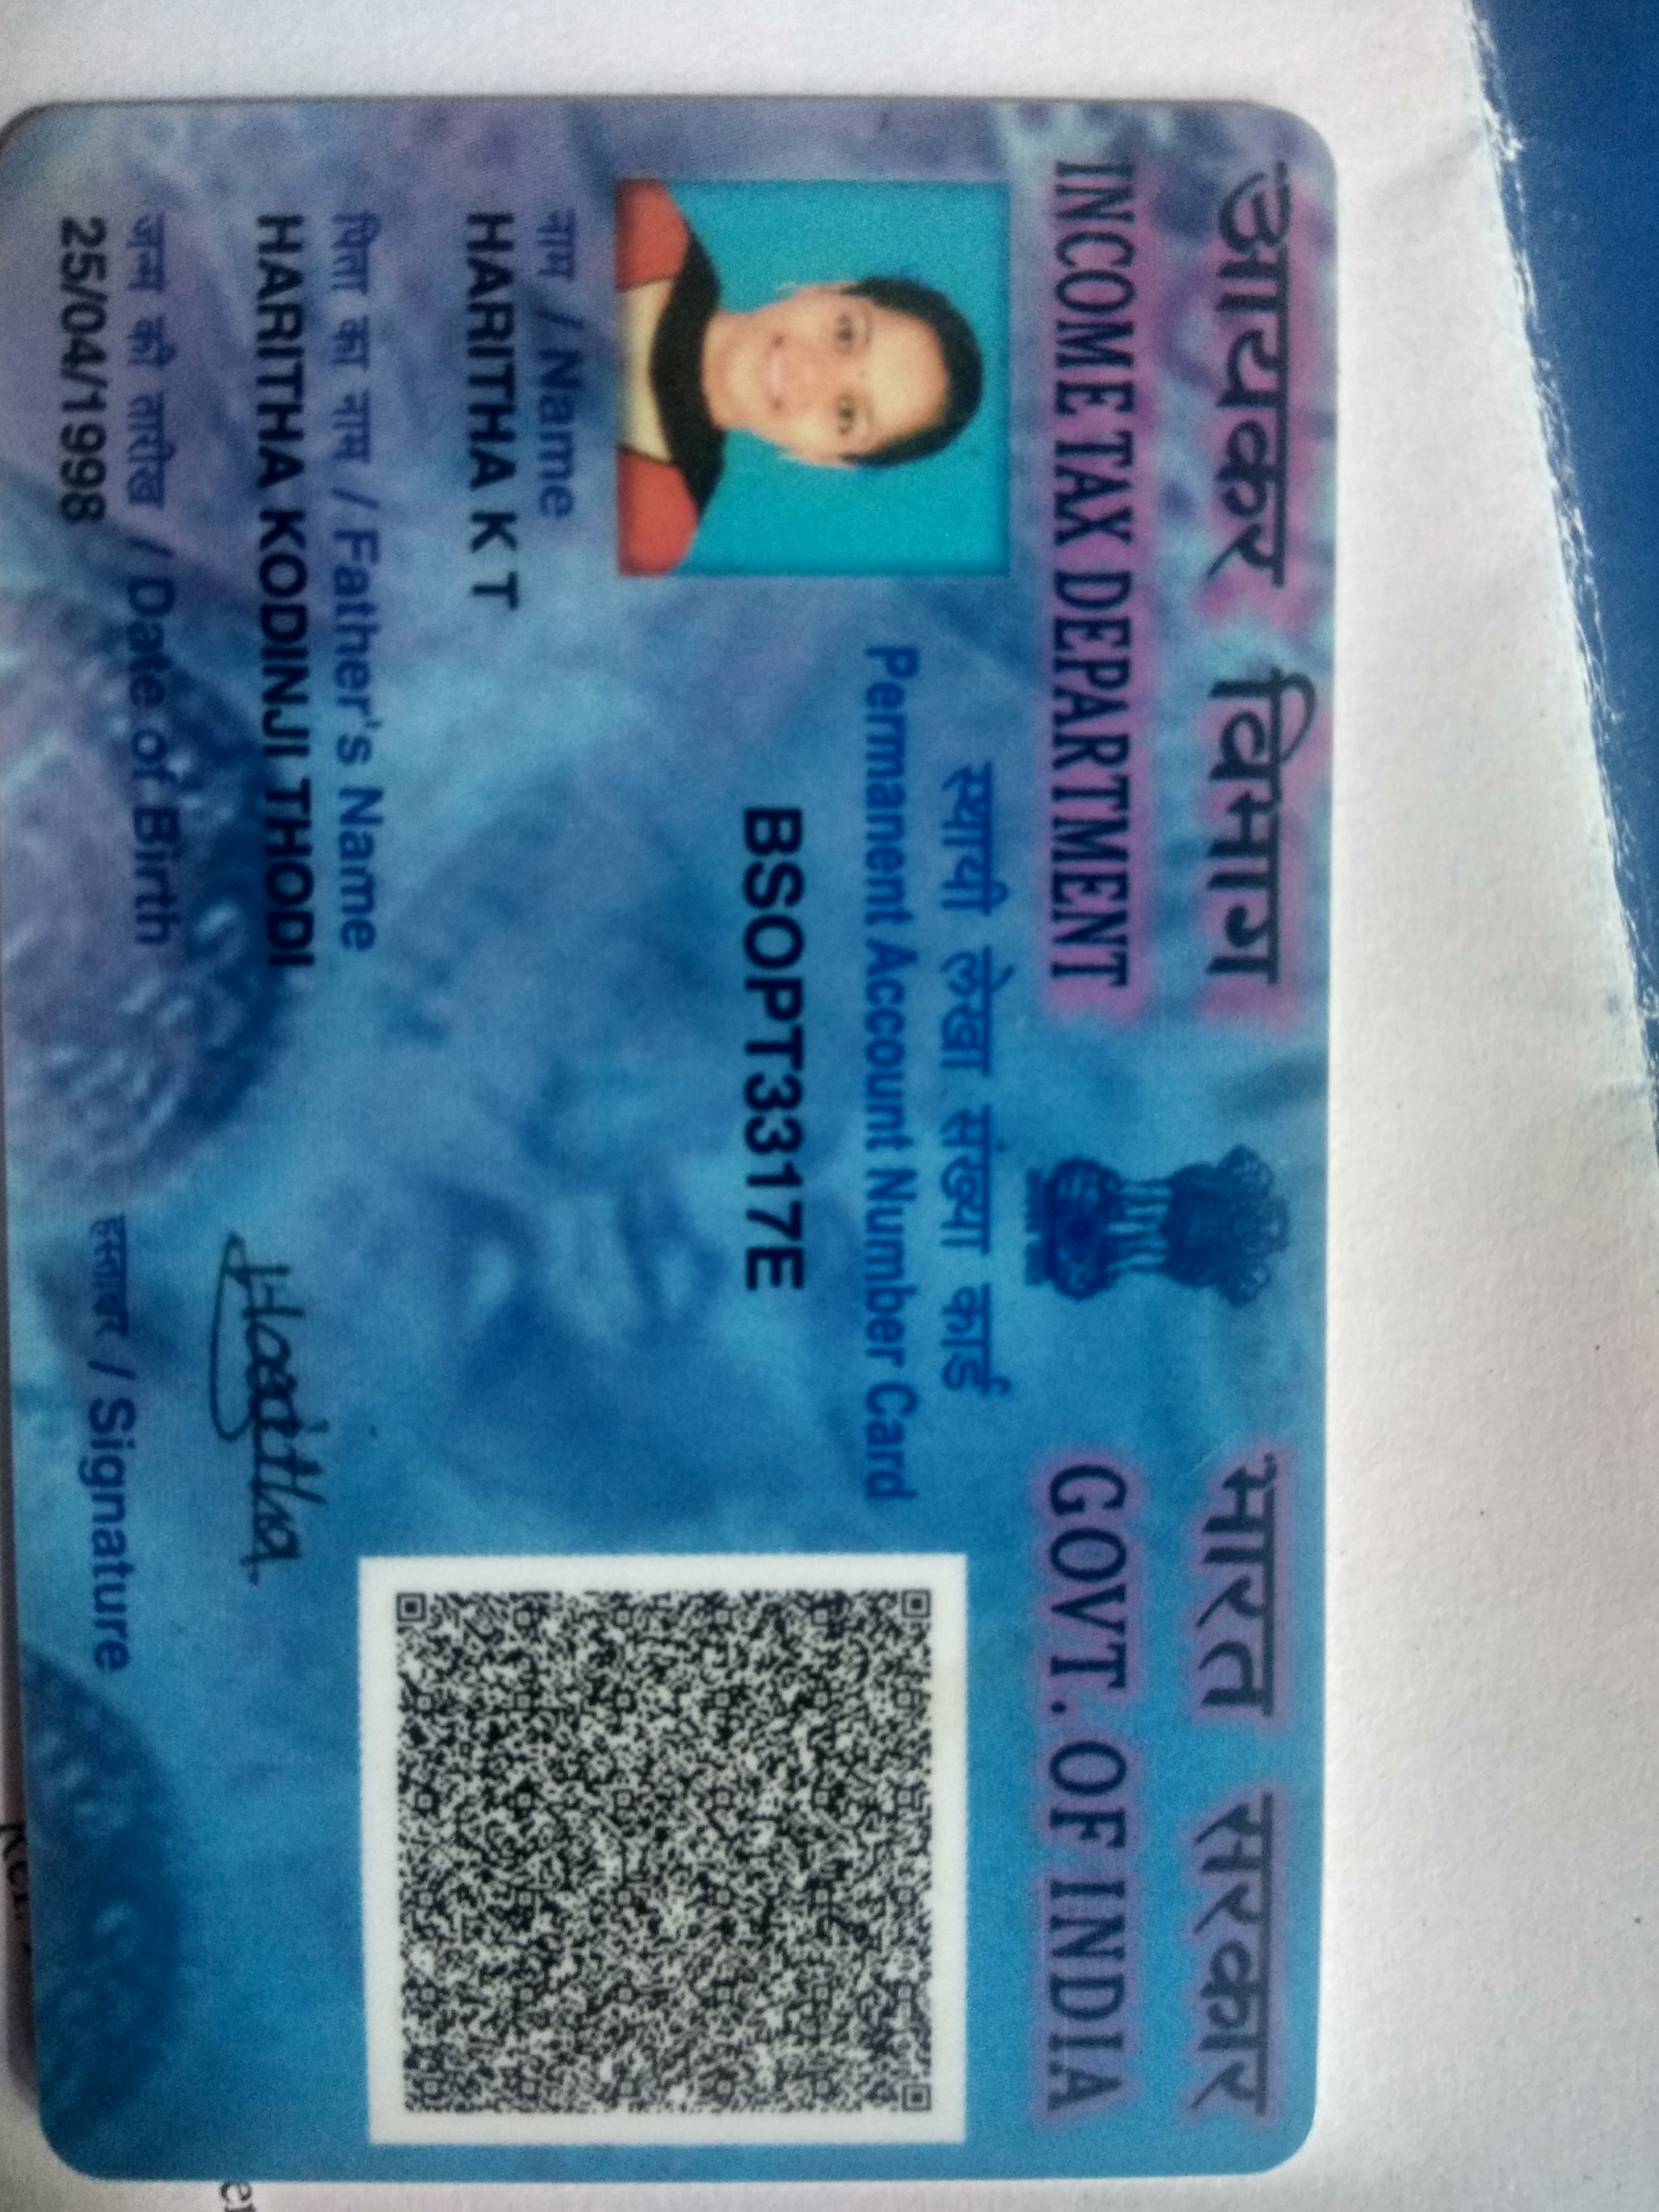 आयकर विभाग
INCOME TAX DEPARTMENT
भारत सरकार
GOVT. OF INDIA
स्थायी लेखा संख्या कार्ड
Permanent Account Number Card
BSOPT3317E
नाम / Name
HARITHA K T
पिता का नाम / Father's Name
HARITHA KODINJI THODI
जन्म की तारीख / Date of Birth
25/04/1998
Haritha
हस्ताक्षर / Signature